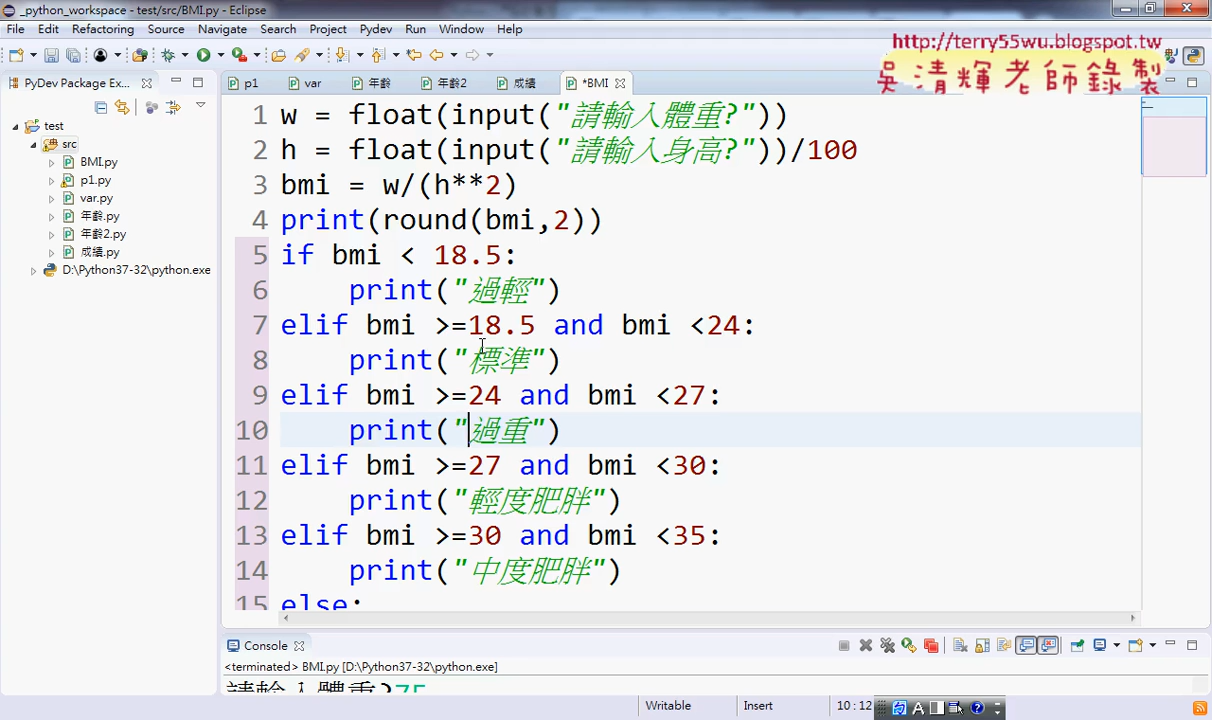 _python_workspace - test/src/BMI.py - Eclipse
File Edit Refactoring Source Navigate Search Project Pydev Run Window Help
http://terry55wu.blogspot.tw
吳清輝老師錄製
PyDev Package Ex...
p1 var 年齡 年齡2 成績 *BMI
test
src
BMI.py
p1.py
var.py
年齡.py
年齡2.py
成績.py
D:\Python37-32\python.exe
1 w = float(input("請輸入體重?"))
2 h = float(input("請輸入身高?"))/100
3 bmi = w/(h**2)
4 print(round(bmi,2))
5 if bmi < 18.5:
6 print("過輕")
7 elif bmi >=18.5 and bmi <24:
8 print("標準")
9 elif bmi >=24 and bmi <27:
10 print("過重")
11 elif bmi >=27 and bmi <30:
12 print("輕度肥胖")
13 elif bmi >=30 and bmi <35:
14 print("中度肥胖")
15 else:
Console
<terminated> BMI.py [D:\Python37-32\python.exe]
請輸入體重?75
Writable Insert 10 : 12